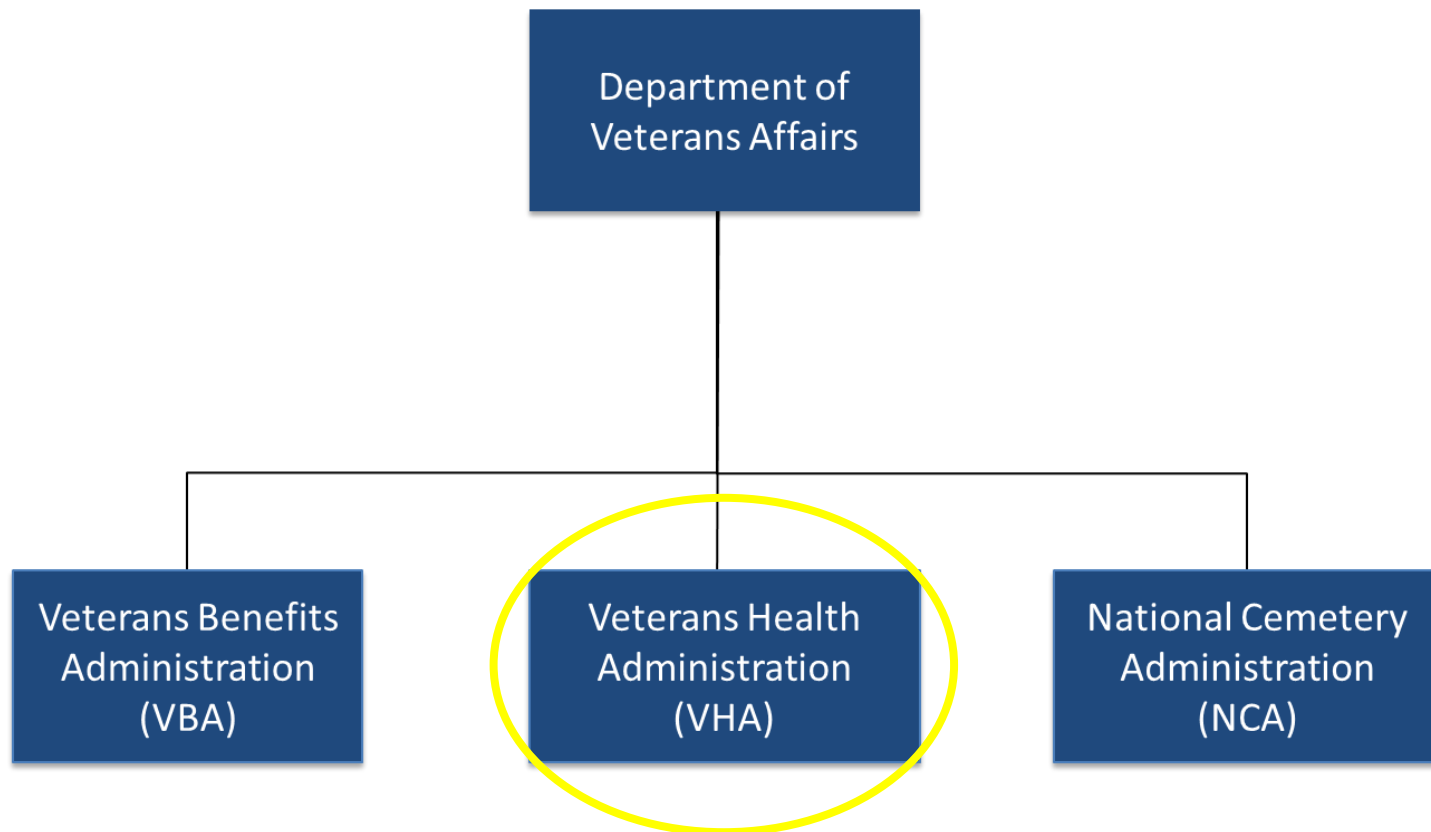 Department of
Veterans Affairs
Veterans Benefits
Administration
(VBA)
Veterans Health
Administration
(VHA)
National Cemetery
Administration
(NCA)